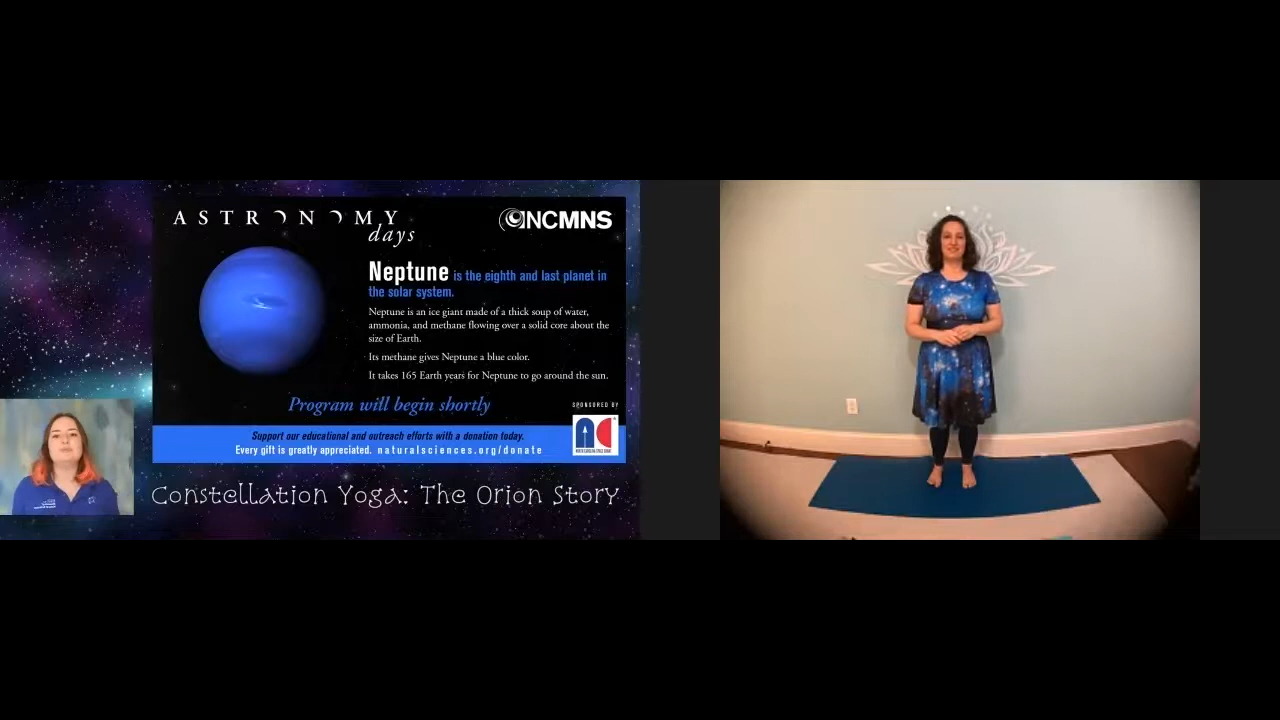 ASTRONOMY
days
NCMNS
Neptune is the eighth and last planet in
the solar system.
Neptune is an ice giant made of a thick soup of water,
ammonia, and methane flowing over a solid core about the
size of Earth.
Its methane gives Neptune a blue color.
It takes 165 Earth years for Neptune to go around the sun.
Program will begin shortly
SPONSORED BY
Support our educational and outreach efforts with a donation today.
Every gift is greatly appreciated. naturalsciences.org/donate
Constellation Yoga: The Orion Story